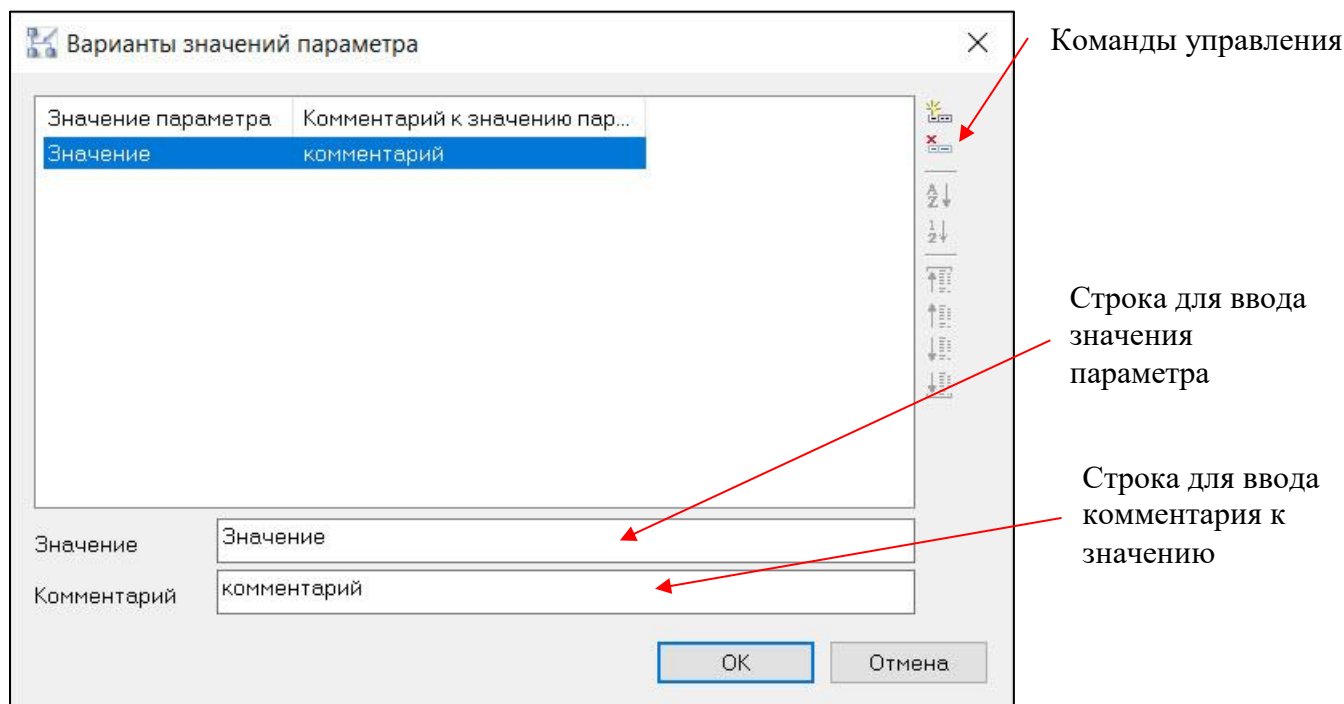 Варианты значений параметра
Команды управления
Значение параметра Комментарий к значению пар...
Значение комментарий
Строка для ввода
значения
параметра
Строка для ввода
комментария к
значению
Значение Значение
Комментарий комментарий
OK Отмена